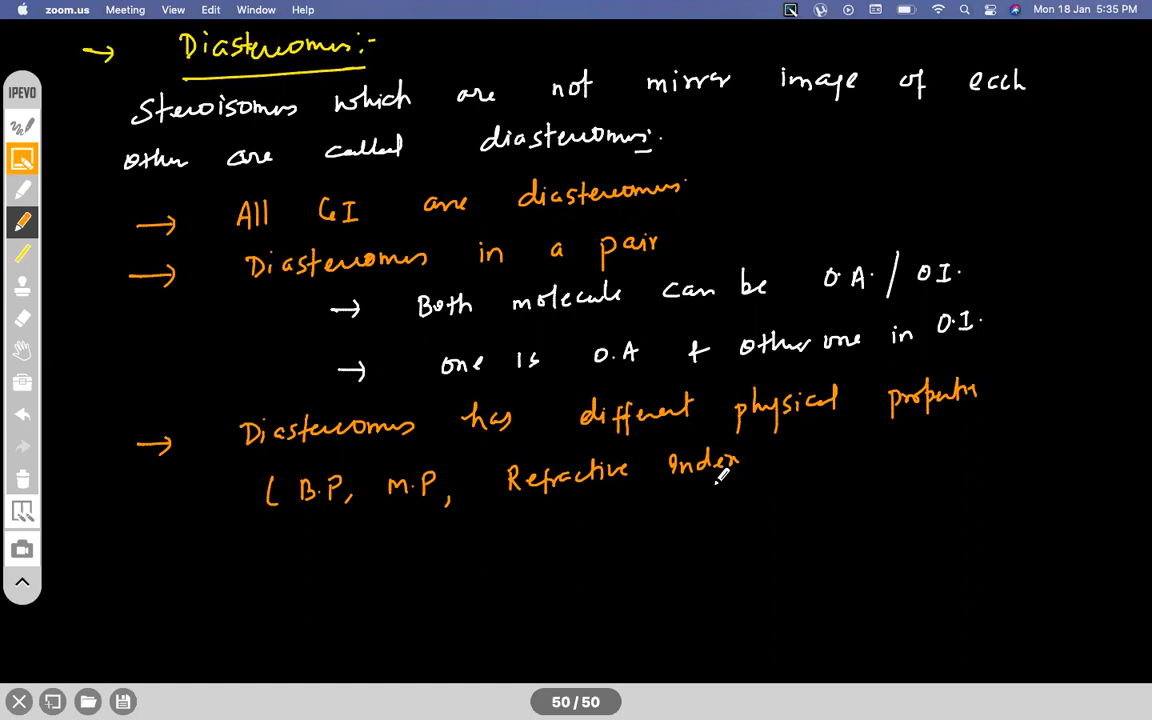 zoom.us Meeting View Edit Window Help Mon 18 Jan 5:35 PM
IPEVO
→ Diastereomers:-
Steroisomers which are not mirror image of each
other are called diastereomers.
→ All GI are diastereomers.
→ Diastereomers in a pair
→ Both molecule can be O.A. / O.I.
→ one is O.A + other one in O.I.
→ Diastereomers has different physical
( B.P, M.P, Refractive Index
50 / 50